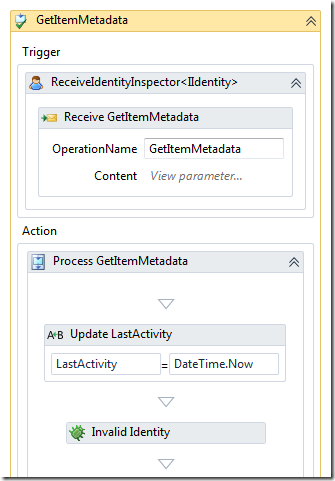 GetItemMetadata
Trigger
ReceiveIdentityInspector<IIdentity>
Receive GetItemMetadata
OperationName GetItemMetadata
Content View parameter...
Action
Process GetItemMetadata
A+B Update LastActivity
LastActivity = DateTime.Now
Invalid Identity